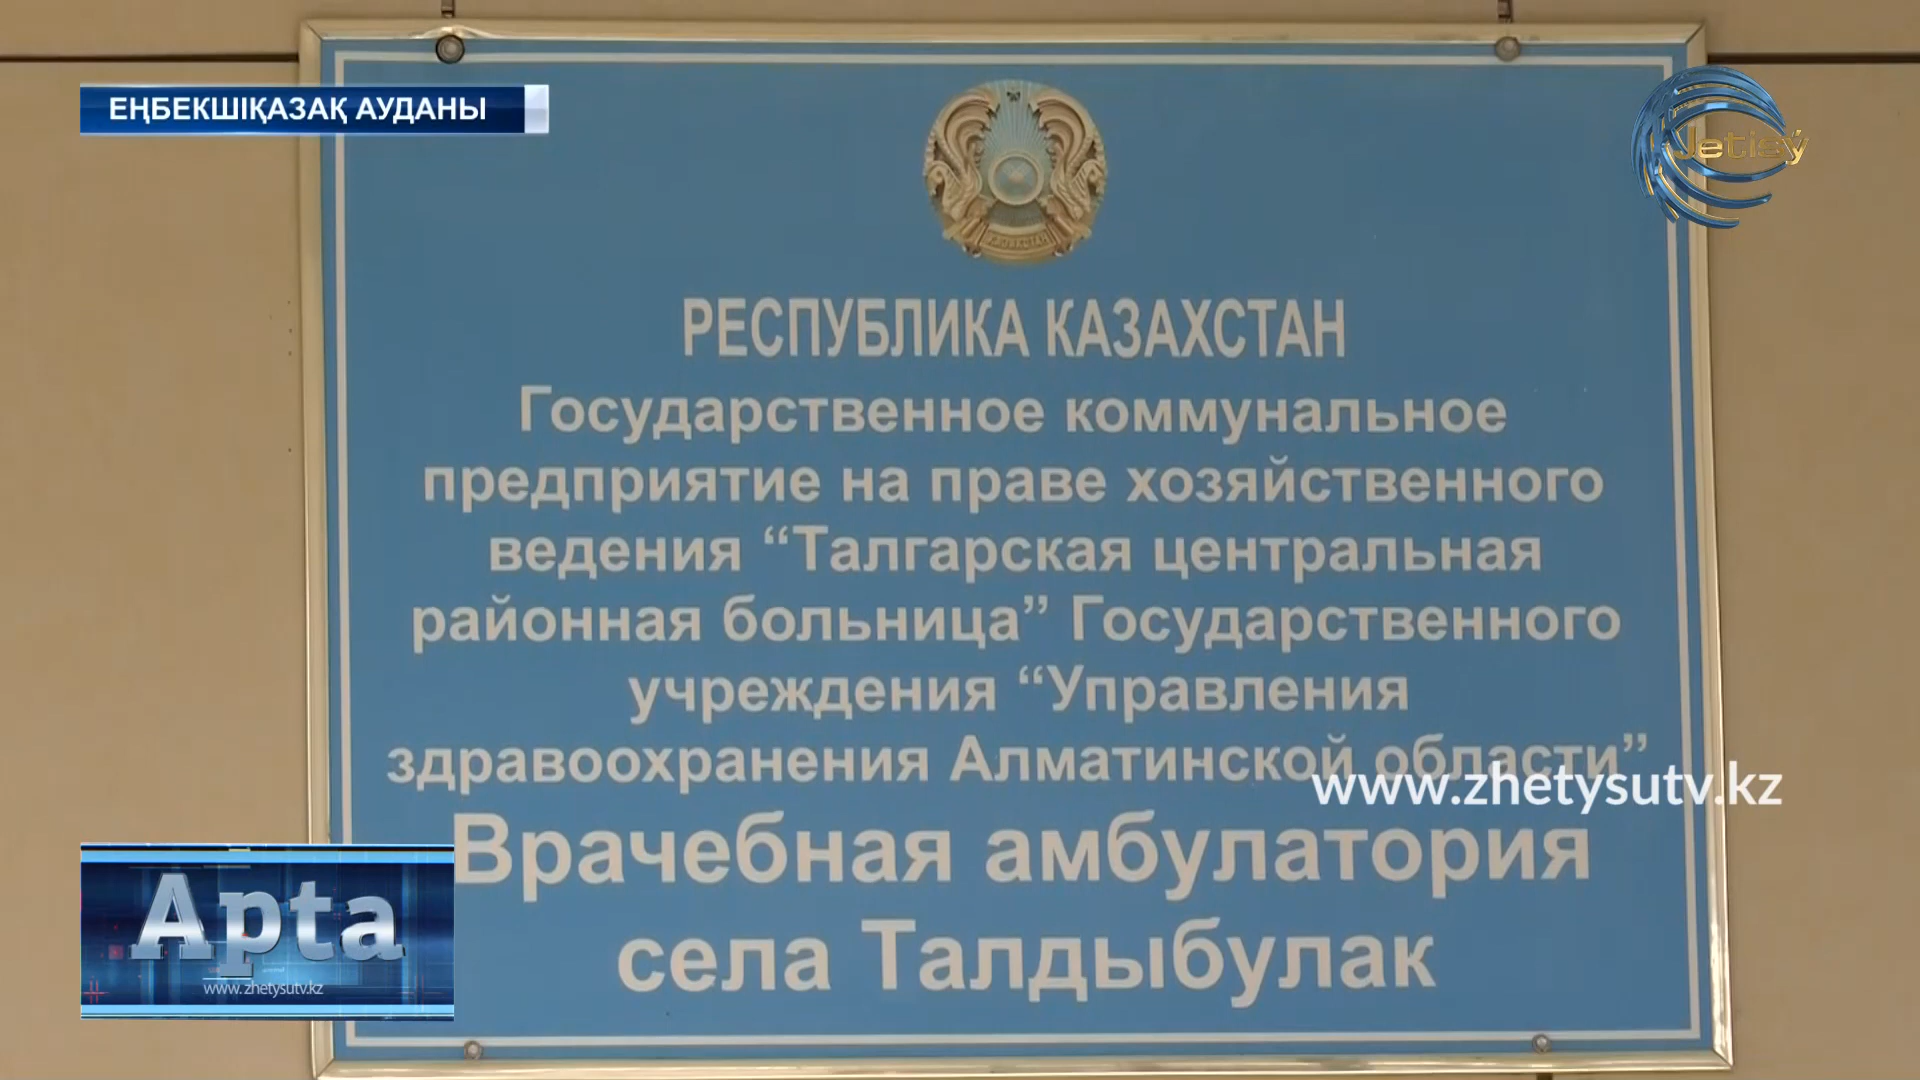 ЕҢБЕКШІҚАЗАҚ АУДАНЫ
Jetisý
ҚАЗАҚСТАН
РЕСПУБЛИКА КАЗАХСТАН
Государственное коммунальное
предприятие на праве хозяйственного
ведения “Талгарская центральная
районная больница” Государственного
учреждения “Управления
здравоохранения Алматинской области”
www.zhetysutv.kz
Врачебная амбулатория
села Талдыбулак
Apta
www.zhetysutv.kz